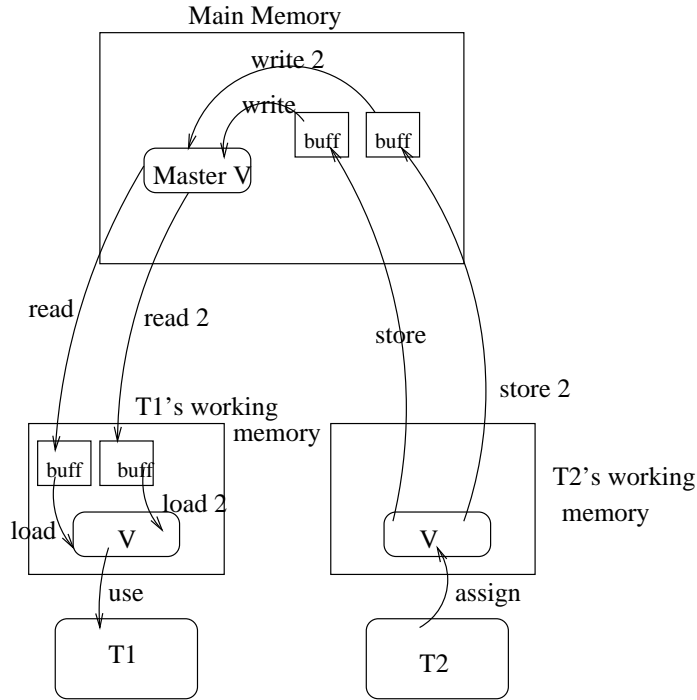 Main Memory
write 2
write
buff
buff
Master V
read
read 2
store
store 2
T1's working
memory
T2's working
memory
buff
buff
load 2
load
V
V
use
assign
T1
T2